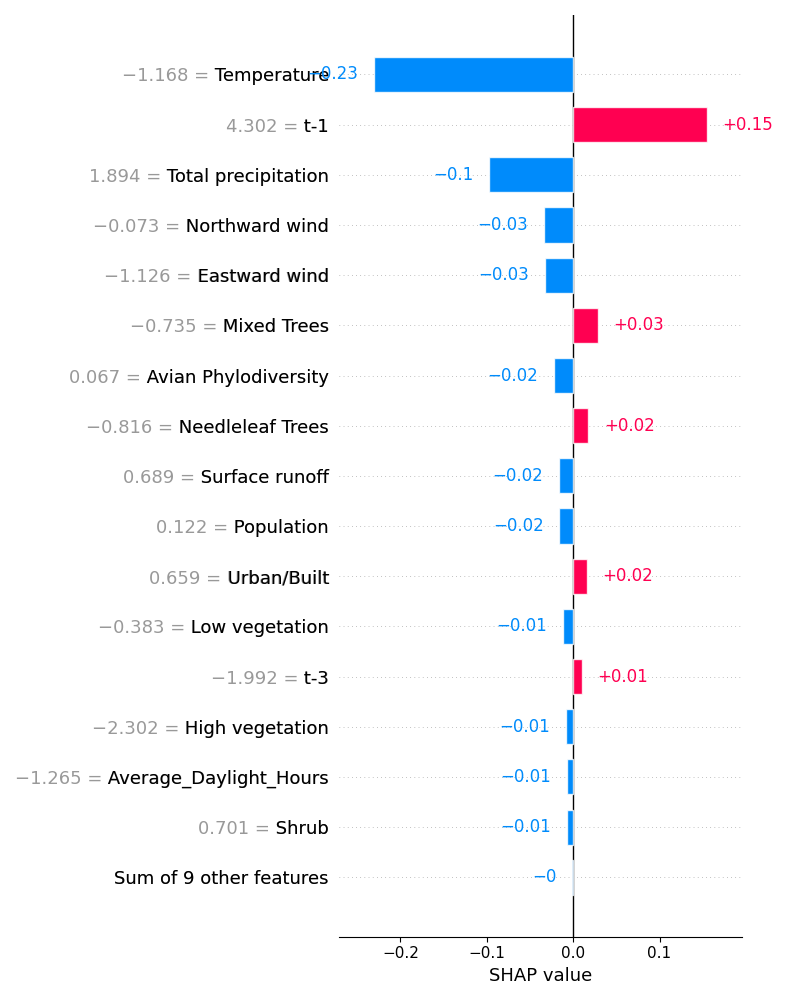 −1.168 = Temperature −0.23
4.302 = t-1 +0.15
1.894 = Total precipitation −0.1
−0.073 = Northward wind −0.03
−1.126 = Eastward wind −0.03
−0.735 = Mixed Trees +0.03
0.067 = Avian Phylodiversity −0.02
−0.816 = Needleleaf Trees +0.02
0.689 = Surface runoff −0.02
0.122 = Population −0.02
0.659 = Urban/Built +0.02
−0.383 = Low vegetation −0.01
−1.992 = t-3 +0.01
−2.302 = High vegetation −0.01
−1.265 = Average_Daylight_Hours −0.01
0.701 = Shrub −0.01
Sum of 9 other features −0
−0.2 −0.1 0.0 0.1
SHAP value